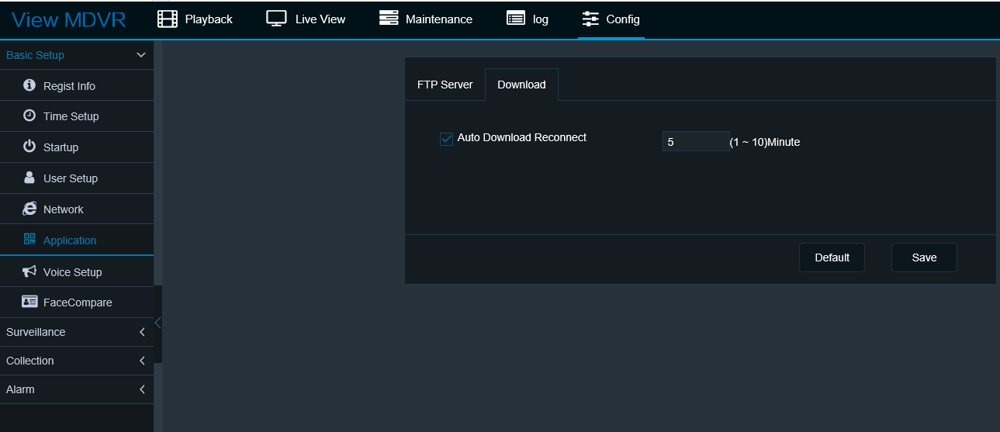 View MDVR
Playback
Live View
Maintenance
log
Config
Basic Setup
Regist Info
Time Setup
Startup
User Setup
Network
Application
Voice Setup
FaceCompare
Surveillance
Collection
Alarm
FTP Server
Download
Auto Download Reconnect
5 (1 ~ 10)Minute
Default
Save